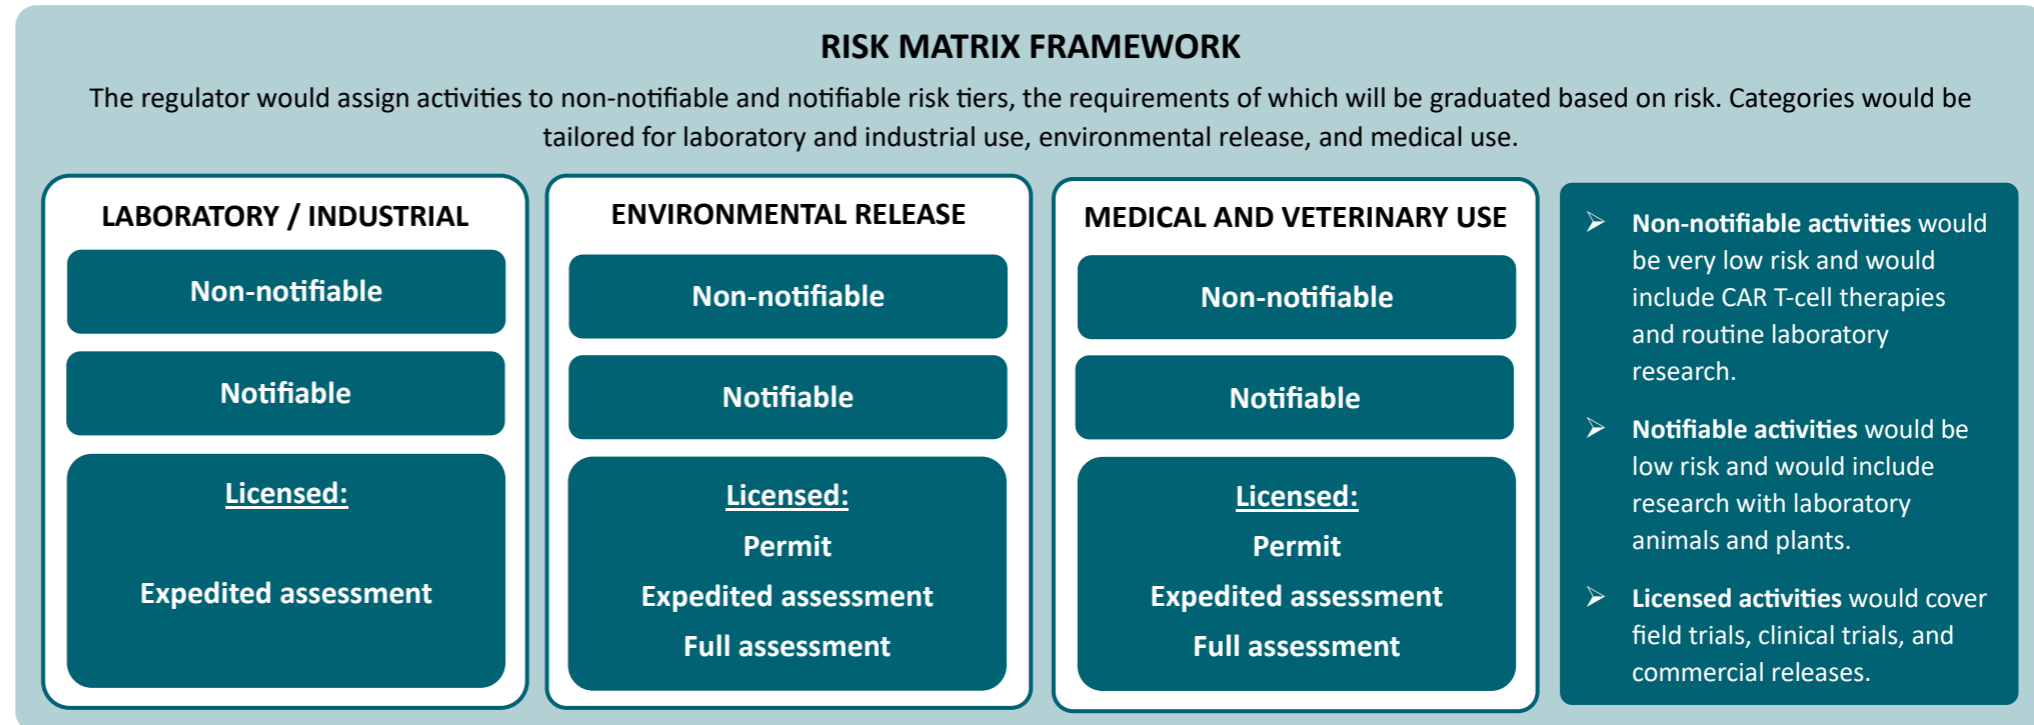 RISK MATRIX FRAMEWORK
The regulator would assign activities to non-notifiable and notifiable risk tiers, the requirements of which will be graduated based on risk. Categories would be
tailored for laboratory and industrial use, environmental release, and medical use.
LABORATORY / INDUSTRIAL
Non-notifiable
Notifiable
Licensed:
Expedited assessment
ENVIRONMENTAL RELEASE
Non-notifiable
Notifiable
Licensed:
Permit
Expedited assessment
Full assessment
MEDICAL AND VETERINARY USE
Non-notifiable
Notifiable
Licensed:
Permit
Expedited assessment
Full assessment
➢ Non-notifiable activities would
be very low risk and would
include CAR T-cell therapies
and routine laboratory
research.
➢ Notifiable activities would be
low risk and would include
research with laboratory
animals and plants.
➢ Licensed activities would cover
field trials, clinical trials, and
commercial releases.